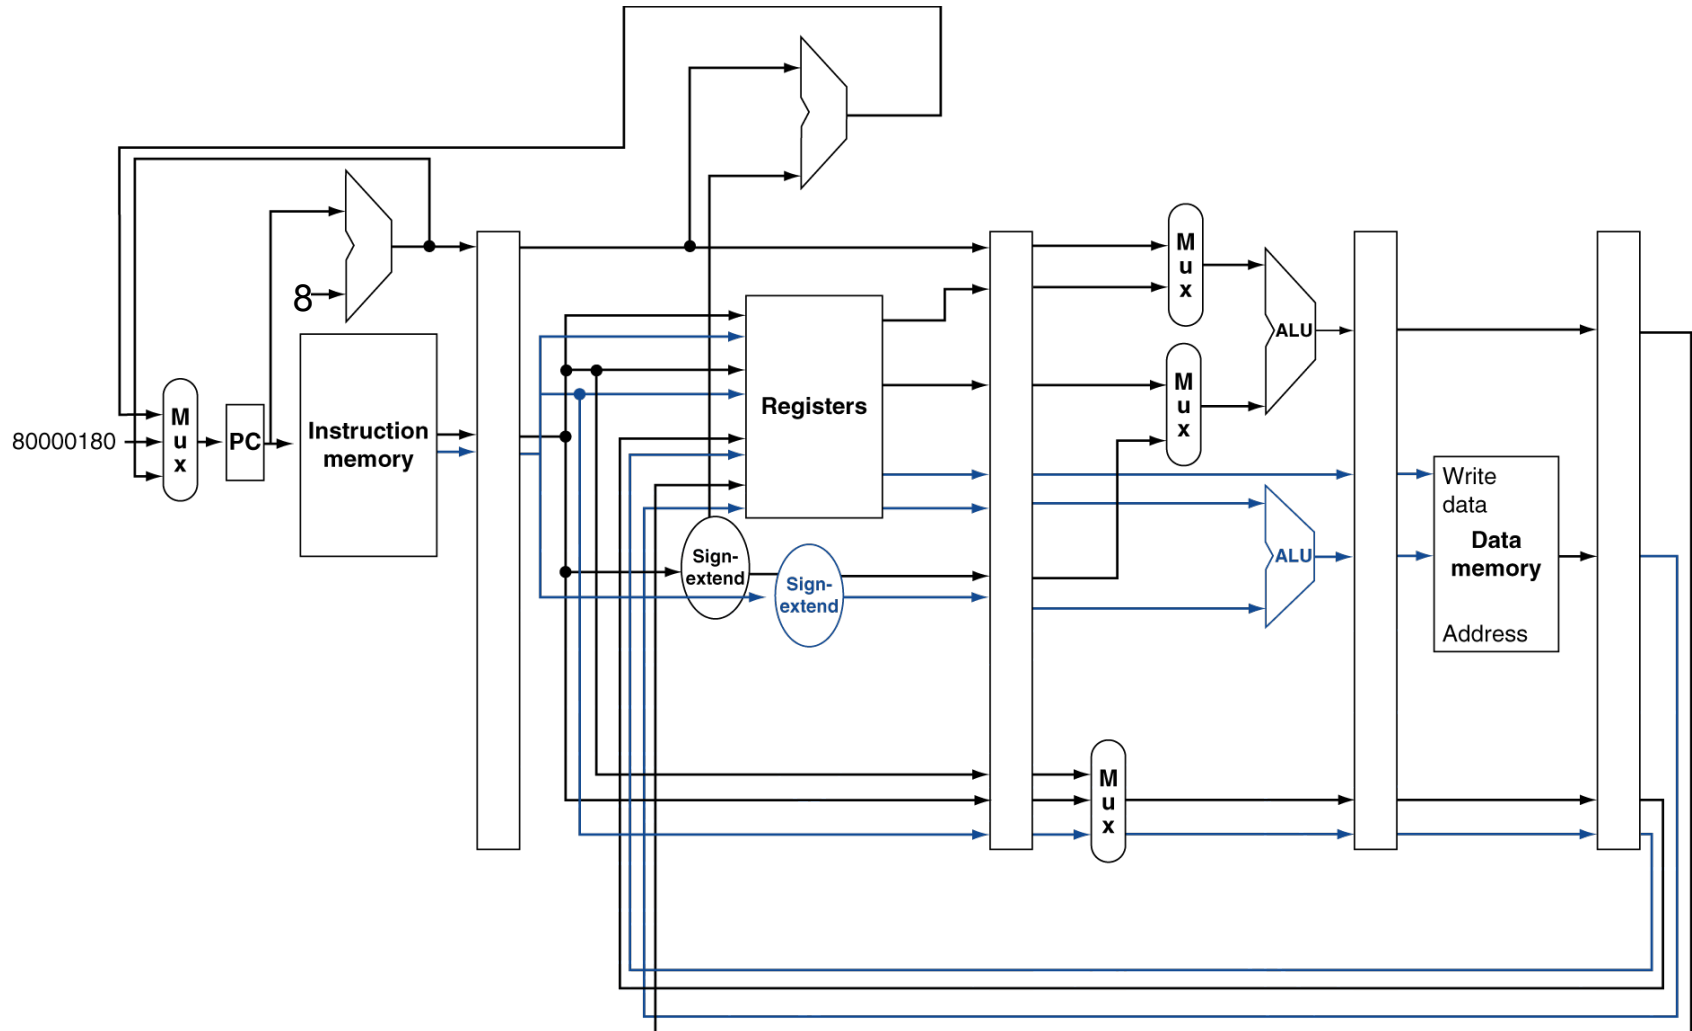 8
80000180
M
u
x
PC
Instruction
memory
Registers
Sign-
extend
Sign-
extend
M
u
x
M
u
x
ALU
ALU
Write
data
Data
memory
Address
M
u
x